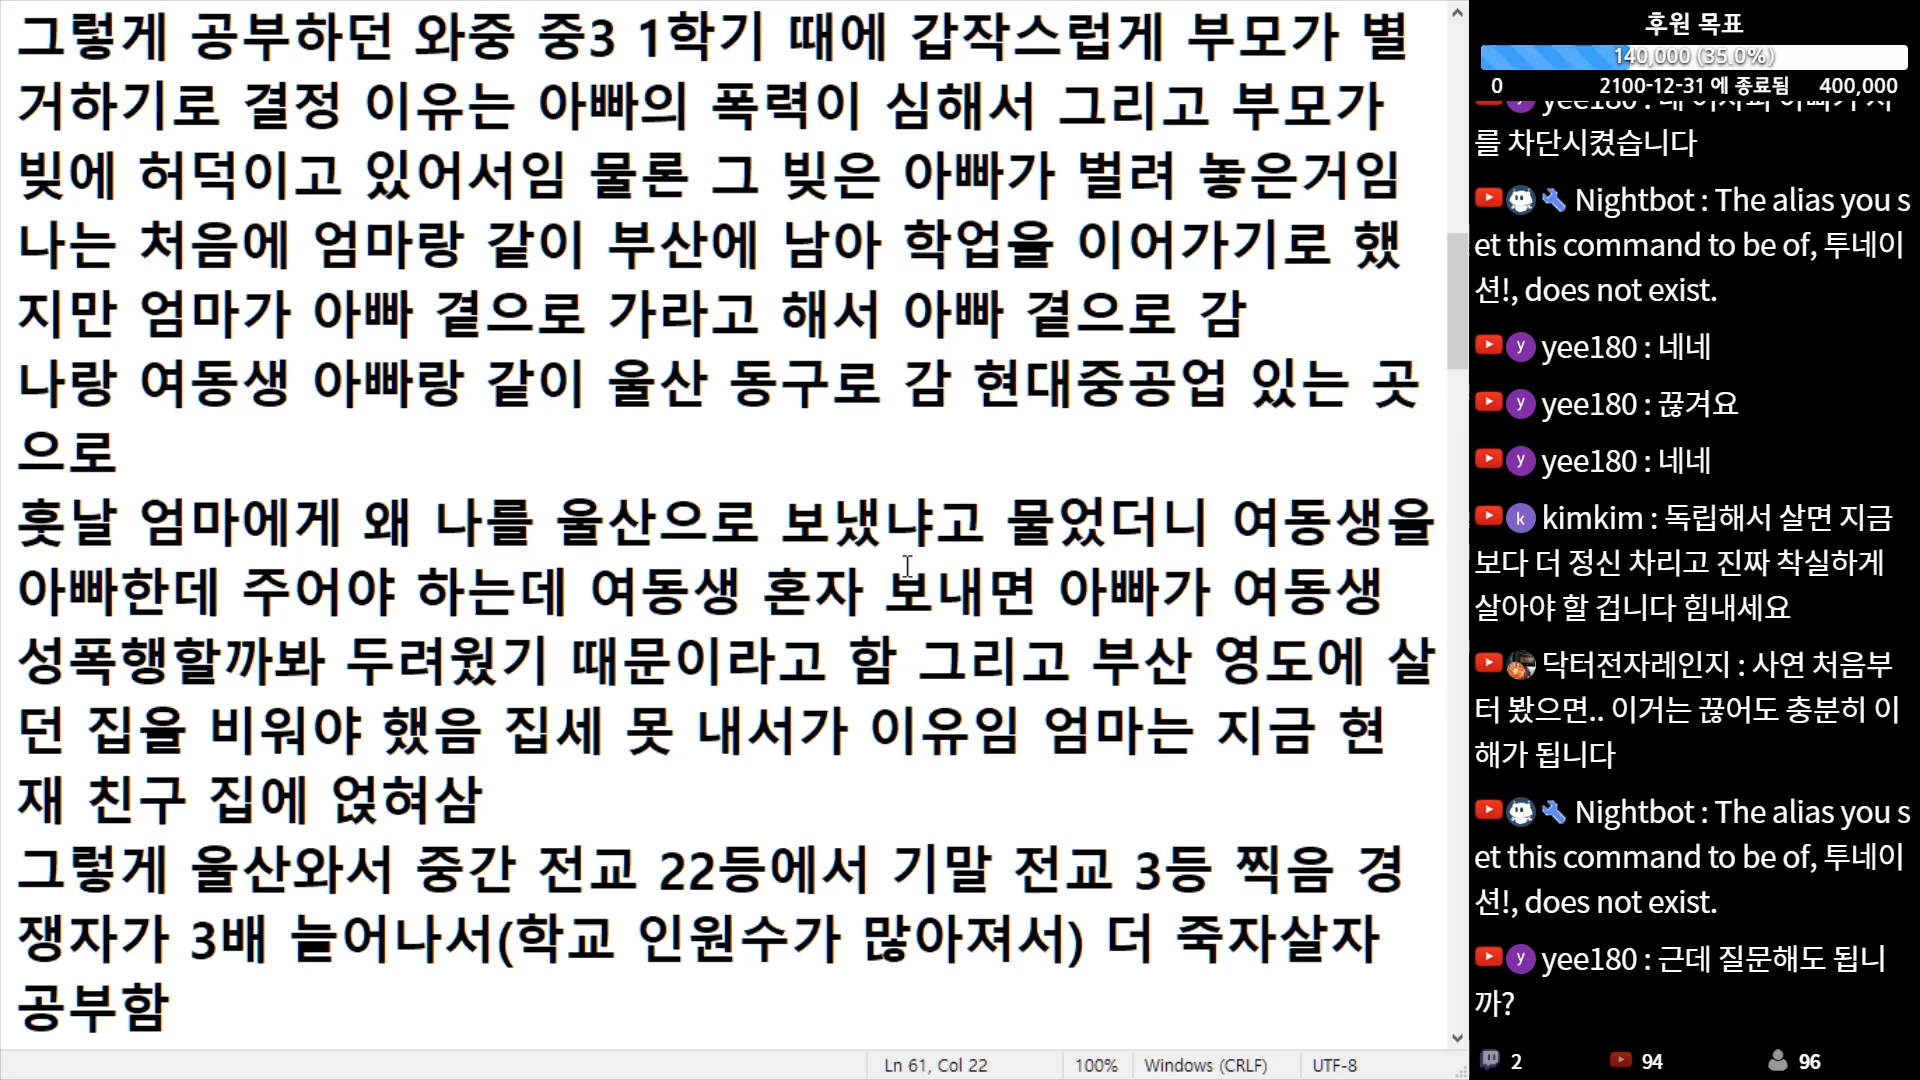 그렇게 공부하던 와중 중3 1학기 때에 갑작스럽게 부모가 별
거하기로 결정 이유는 아빠의 폭력이 심해서 그리고 부모가
빚에 허덕이고 있어서임 물론 그 빚은 아빠가 벌려 놓은거임
나는 처음에 엄마랑 같이 부산에 남아 학업을 이어가기로 했
지만 엄마가 아빠 곁으로 가라고 해서 아빠 곁으로 감
나랑 여동생 아빠랑 같이 울산 동구로 감 현대중공업 있는 곳
으로
훗날 엄마에게 왜 나를 울산으로 보냈냐고 물었더니 여동생을
아빠한데 주어야 하는데 여동생 혼자 보내면 아빠가 여동생
성폭행할까봐 두려웠기 때문이라고 함 그리고 부산 영도에 살
던 집을 비워야 했음 집세 못 내서가 이유임 엄마는 지금 현
재 친구 집에 얹혀삼
그렇게 울산와서 중간 전교 22등에서 기말 전교 3등 찍음 경
쟁자가 3배 늘어나서(학교 인원수가 많아져서) 더 죽자살자
공부함
Ln 61, Col 22
100%
Windows (CRLF)
UTF-8
후원 목표
140,000 (35.0%)
0 2100-12-31 에 종료됨 400,000
를 차단시켰습니다
Nightbot : The alias you s
et this command to be of, 투네이
션!, does not exist.
y yee180 : 네네
y yee180 : 끊겨요
y yee180 : 네네
k kimkim : 독립해서 살면 지금
보다 더 정신 차리고 진짜 착실하게
살아야 할 겁니다 힘내세요
닥터전자레인지 : 사연 처음부
터 봤으면.. 이거는 끊어도 충분히 이
해가 됩니다
Nightbot : The alias you s
et this command to be of, 투네이
션!, does not exist.
y yee180 : 근데 질문해도 됩니
까?
2 94 96